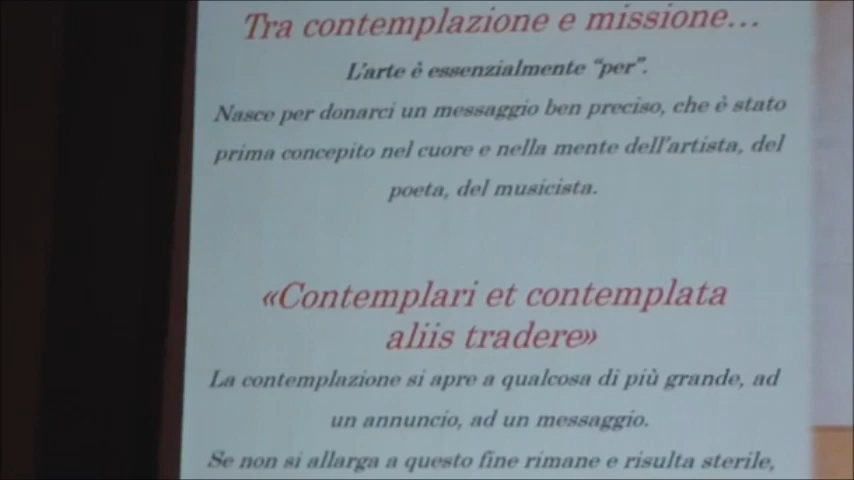 Tra contemplazione e missione...
L'arte è essenzialmente "per".
Nasce per donarci un messaggio ben preciso, che è stato
prima concepito nel cuore e nella mente dell'artista, del
poeta, del musicista.
«Contemplari et contemplata
aliis tradere»
La contemplazione si apre a qualcosa di più grande, ad
un annuncio, ad un messaggio.
Se non si allarga a questo fine rimane e risulta sterile,